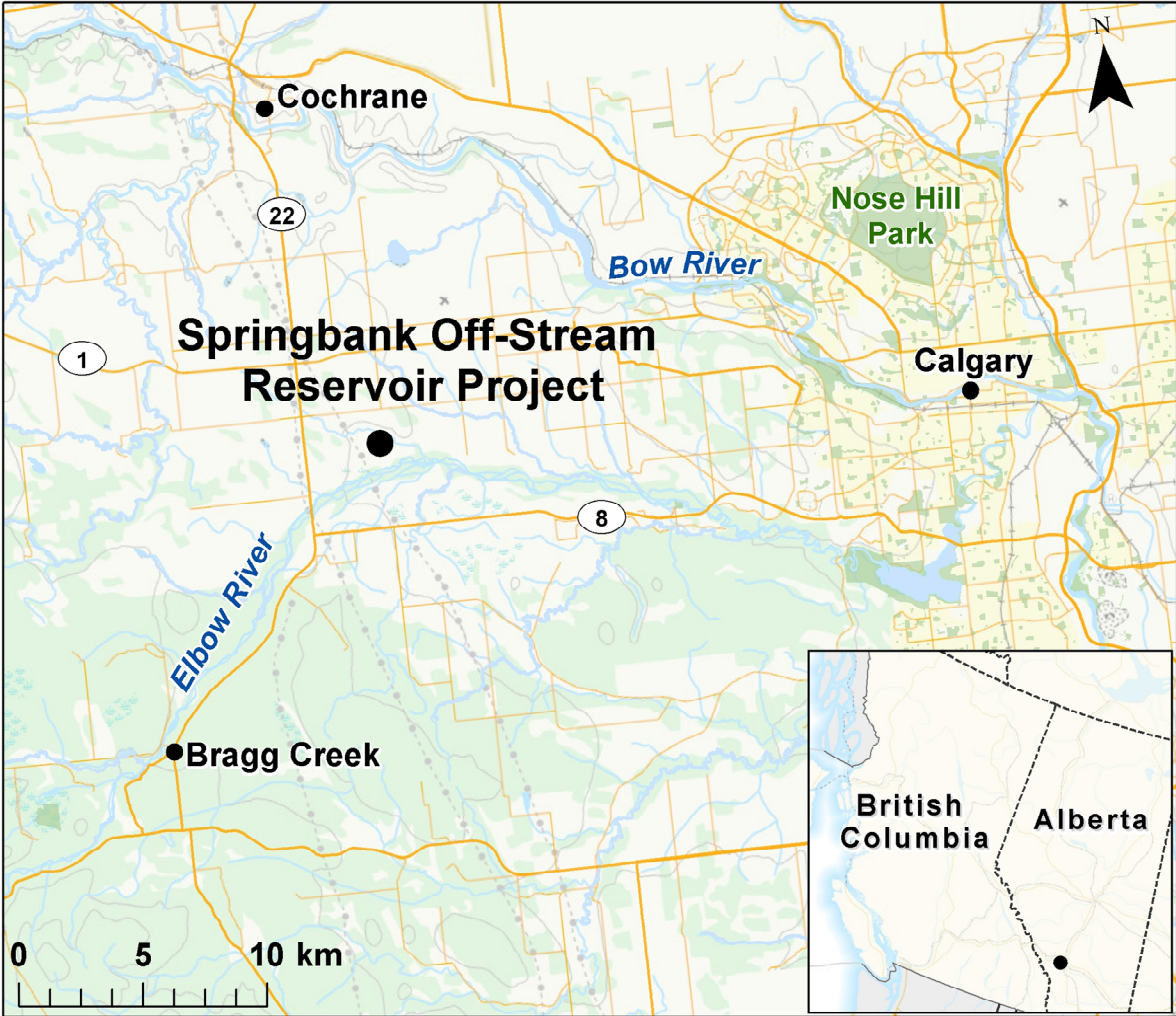 N
Cochrane
22
Nose Hill
Park
Bow River
Springbank Off-Stream
Reservoir Project
1
Calgary
8
Elbow River
Bragg Creek
British
Columbia
Alberta
0 5 10 km